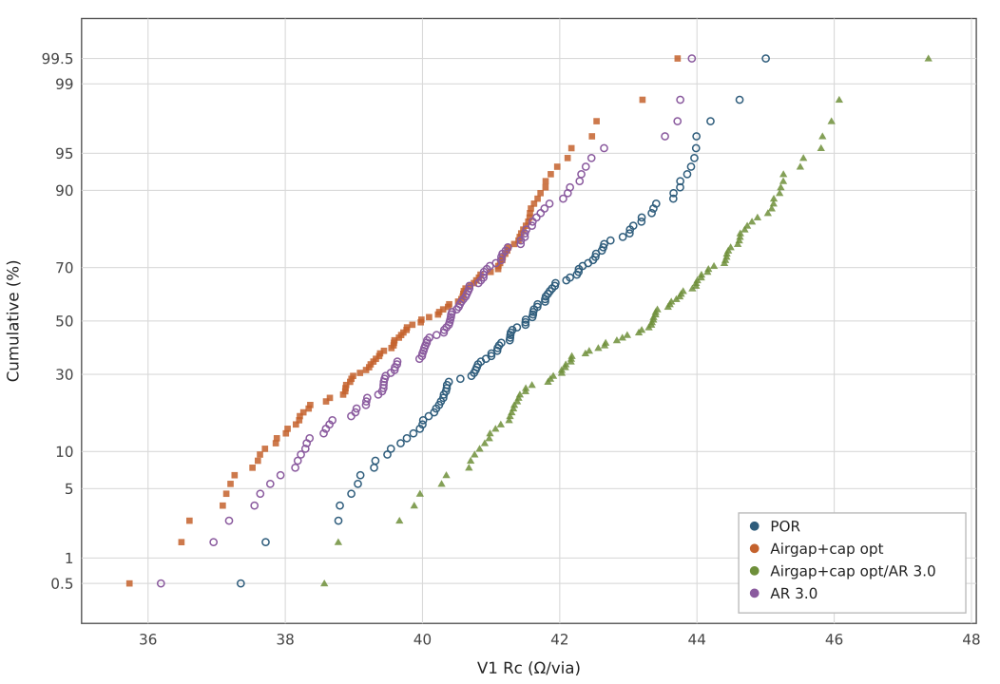 99.5
99
95
90
70
50
30
10
5
1
0.5
Cumulative (%)
POR
Airgap+cap opt
Airgap+cap opt/AR 3.0
AR 3.0
36 38 40 42 44 46 48
V1 Rc (Ω/via)